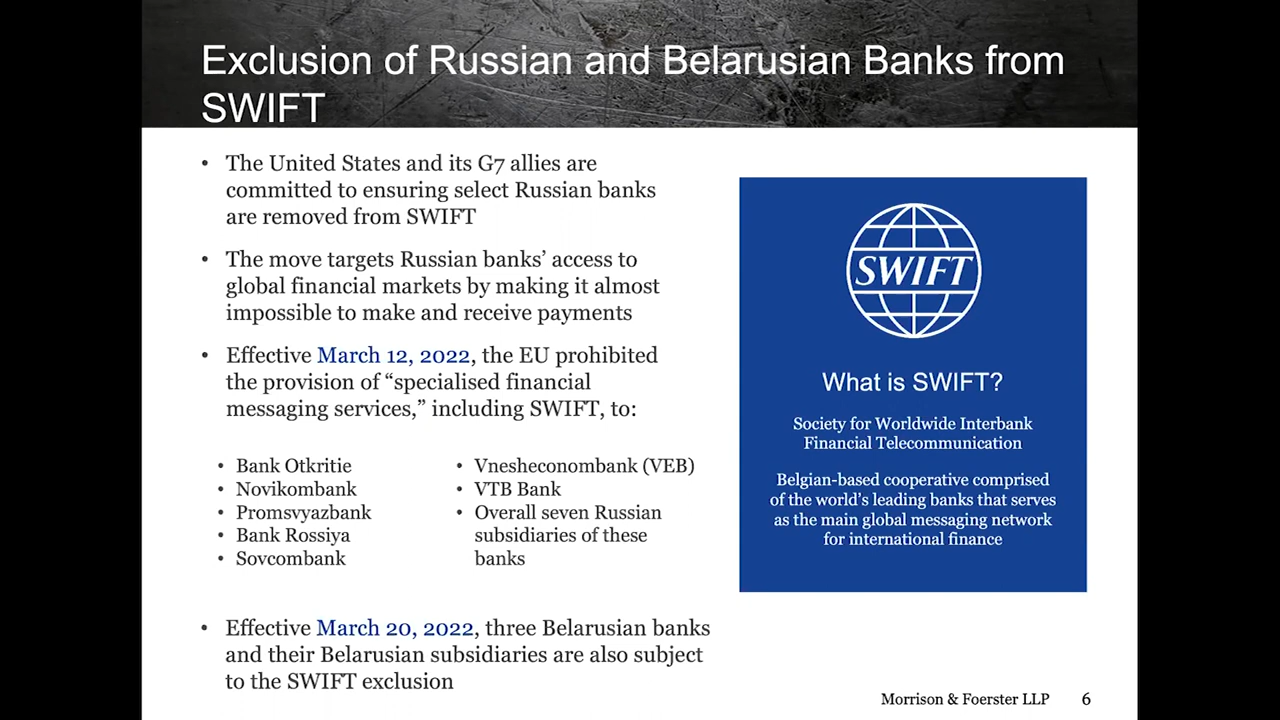 Exclusion of Russian and Belarusian Banks from
SWIFT
• The United States and its G7 allies are
committed to ensuring select Russian banks
are removed from SWIFT
• The move targets Russian banks’ access to
global financial markets by making it almost
impossible to make and receive payments
• Effective March 12, 2022, the EU prohibited
the provision of “specialised financial
messaging services,” including SWIFT, to:
• Bank Otkritie
• Novikombank
• Promsvyazbank
• Bank Rossiya
• Sovcombank
• Vnesheconombank (VEB)
• VTB Bank
• Overall seven Russian
subsidiaries of these
banks
• Effective March 20, 2022, three Belarusian banks
and their Belarusian subsidiaries are also subject
to the SWIFT exclusion
SWIFT
What is SWIFT?
Society for Worldwide Interbank
Financial Telecommunication
Belgian-based cooperative comprised
of the world’s leading banks that serves
as the main global messaging network
for international finance
Morrison & Foerster LLP 6